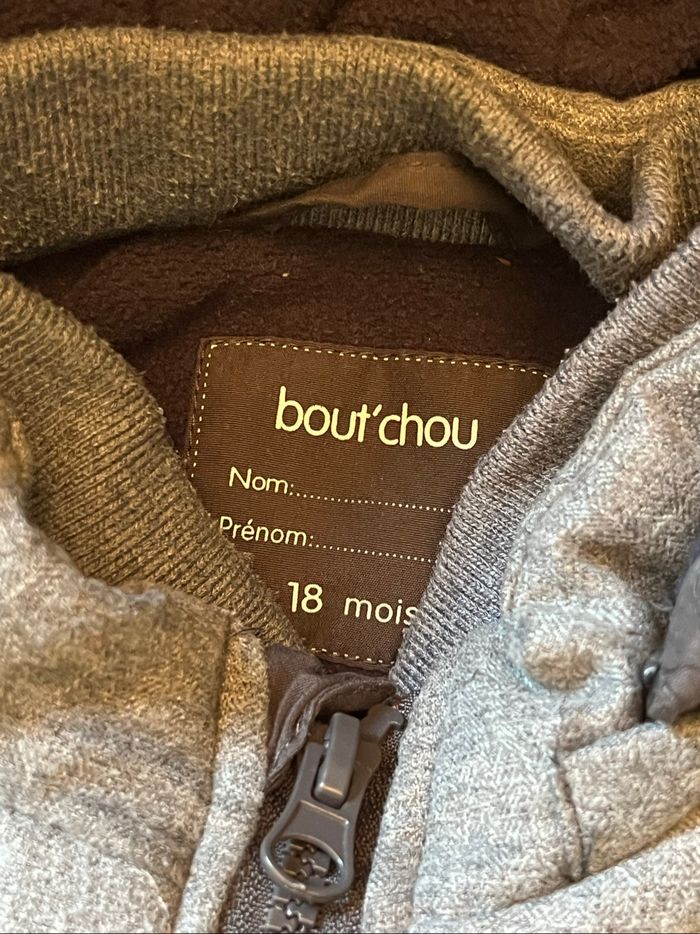 bout'chou
Nom:................................
Prénom:..........................
18 mois